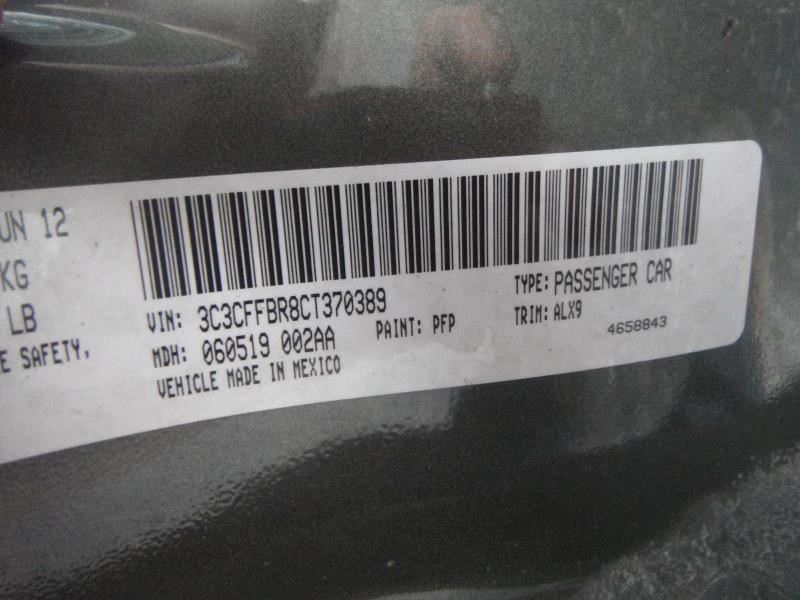 UN 12
KG
LB
E SAFETY,
VIN: 3C3CFFBR8CT370389
TYPE: PASSENGER CAR
MDH: 060519 002AA
PAINT: PFP
TRIM: ALX9
VEHICLE MADE IN MEXICO
4658843